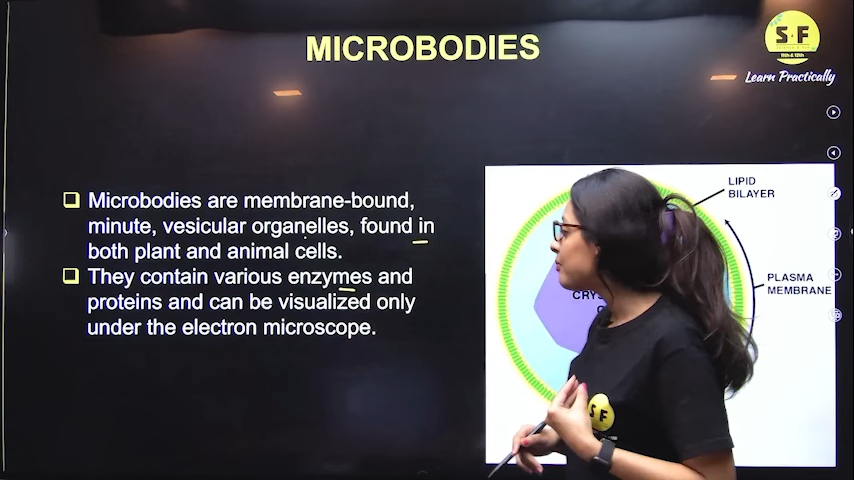 MICROBODIES
S F
11th & 12th
Learn Practically
Microbodies are membrane-bound,
minute, vesicular organelles, found in
both plant and animal cells.
They contain various enzymes and
proteins and can be visualized only
under the electron microscope.
LIPID
BILAYER
PLASMA
MEMBRANE
S F